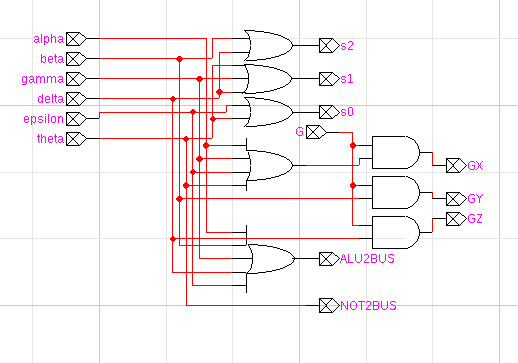 alpha
beta
gamma
delta
epsilon
theta
s2
s1
s0
G
GX
GY
GZ
ALU2BUS
NOT2BUS